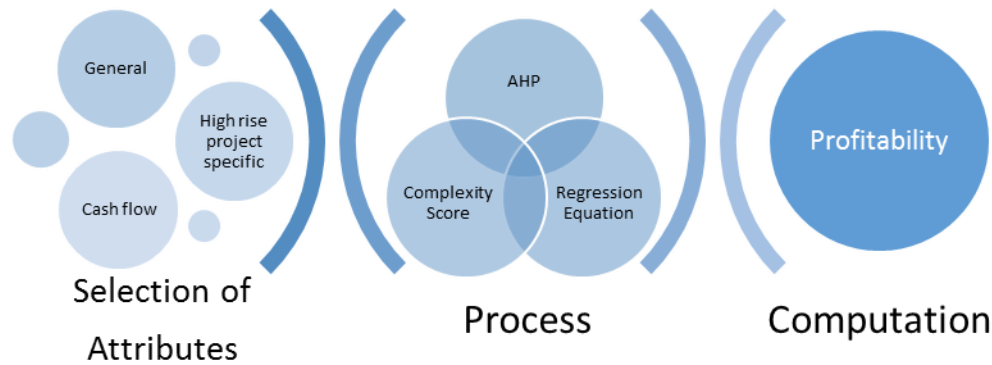 General
High rise
project
specific
Cash flow
Selection of
Attributes
AHP
Complexity
Score
Regression
Equation
Process
Profitability
Computation